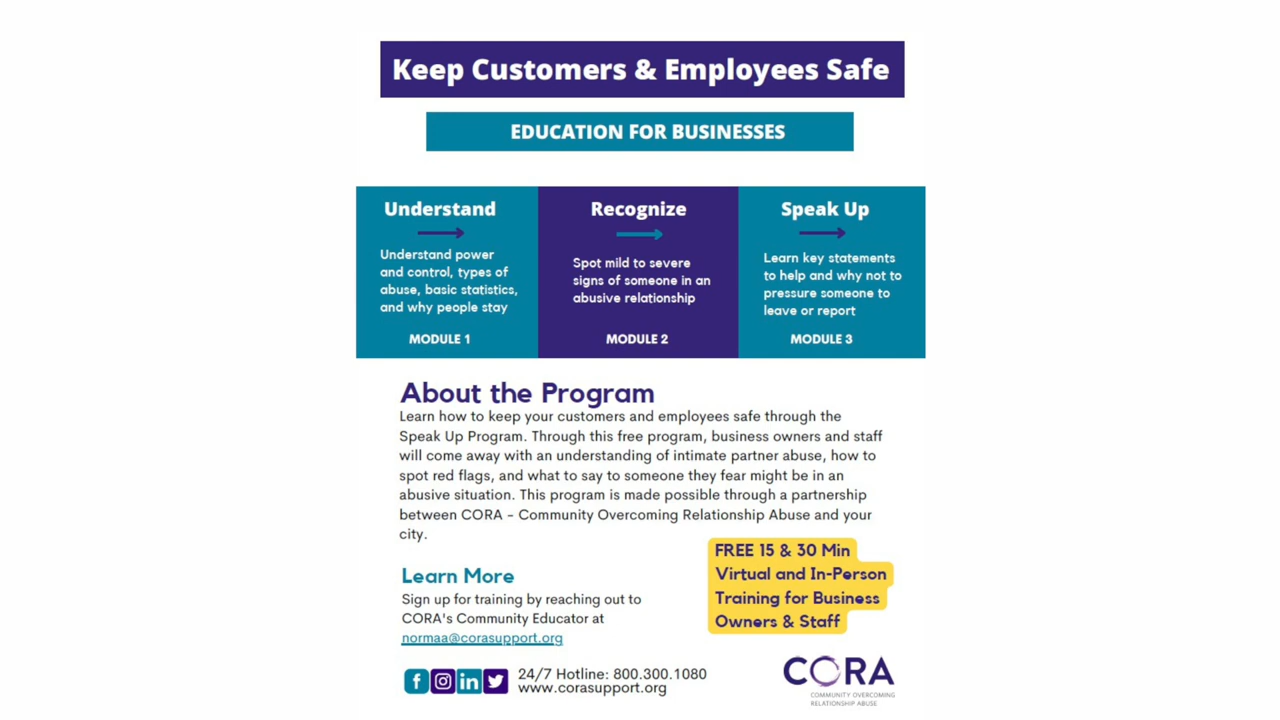 Keep Customers & Employees Safe
EDUCATION FOR BUSINESSES
Understand
Understand power
and control, types of
abuse, basic statistics,
and why people stay
MODULE 1
Recognize
Spot mild to severe
signs of someone in an
abusive relationship
MODULE 2
Speak Up
Learn key statements
to help and why not to
pressure someone to
leave or report
MODULE 3
About the Program
Learn how to keep your customers and employees safe through the
Speak Up Program. Through this free program, business owners and staff
will come away with an understanding of intimate partner abuse, how to
spot red flags, and what to say to someone they fear might be in an
abusive situation. This program is made possible through a partnership
between CORA - Community Overcoming Relationship Abuse and your
city.
Learn More
Sign up for training by reaching out to
CORA's Community Educator at
normaa@corasupport.org
FREE 15 & 30 Min
Virtual and In-Person
Training for Business
Owners & Staff
24/7 Hotline: 800.300.1080
www.corasupport.org
CORA
COMMUNITY OVERCOMING
RELATIONSHIP ABUSE